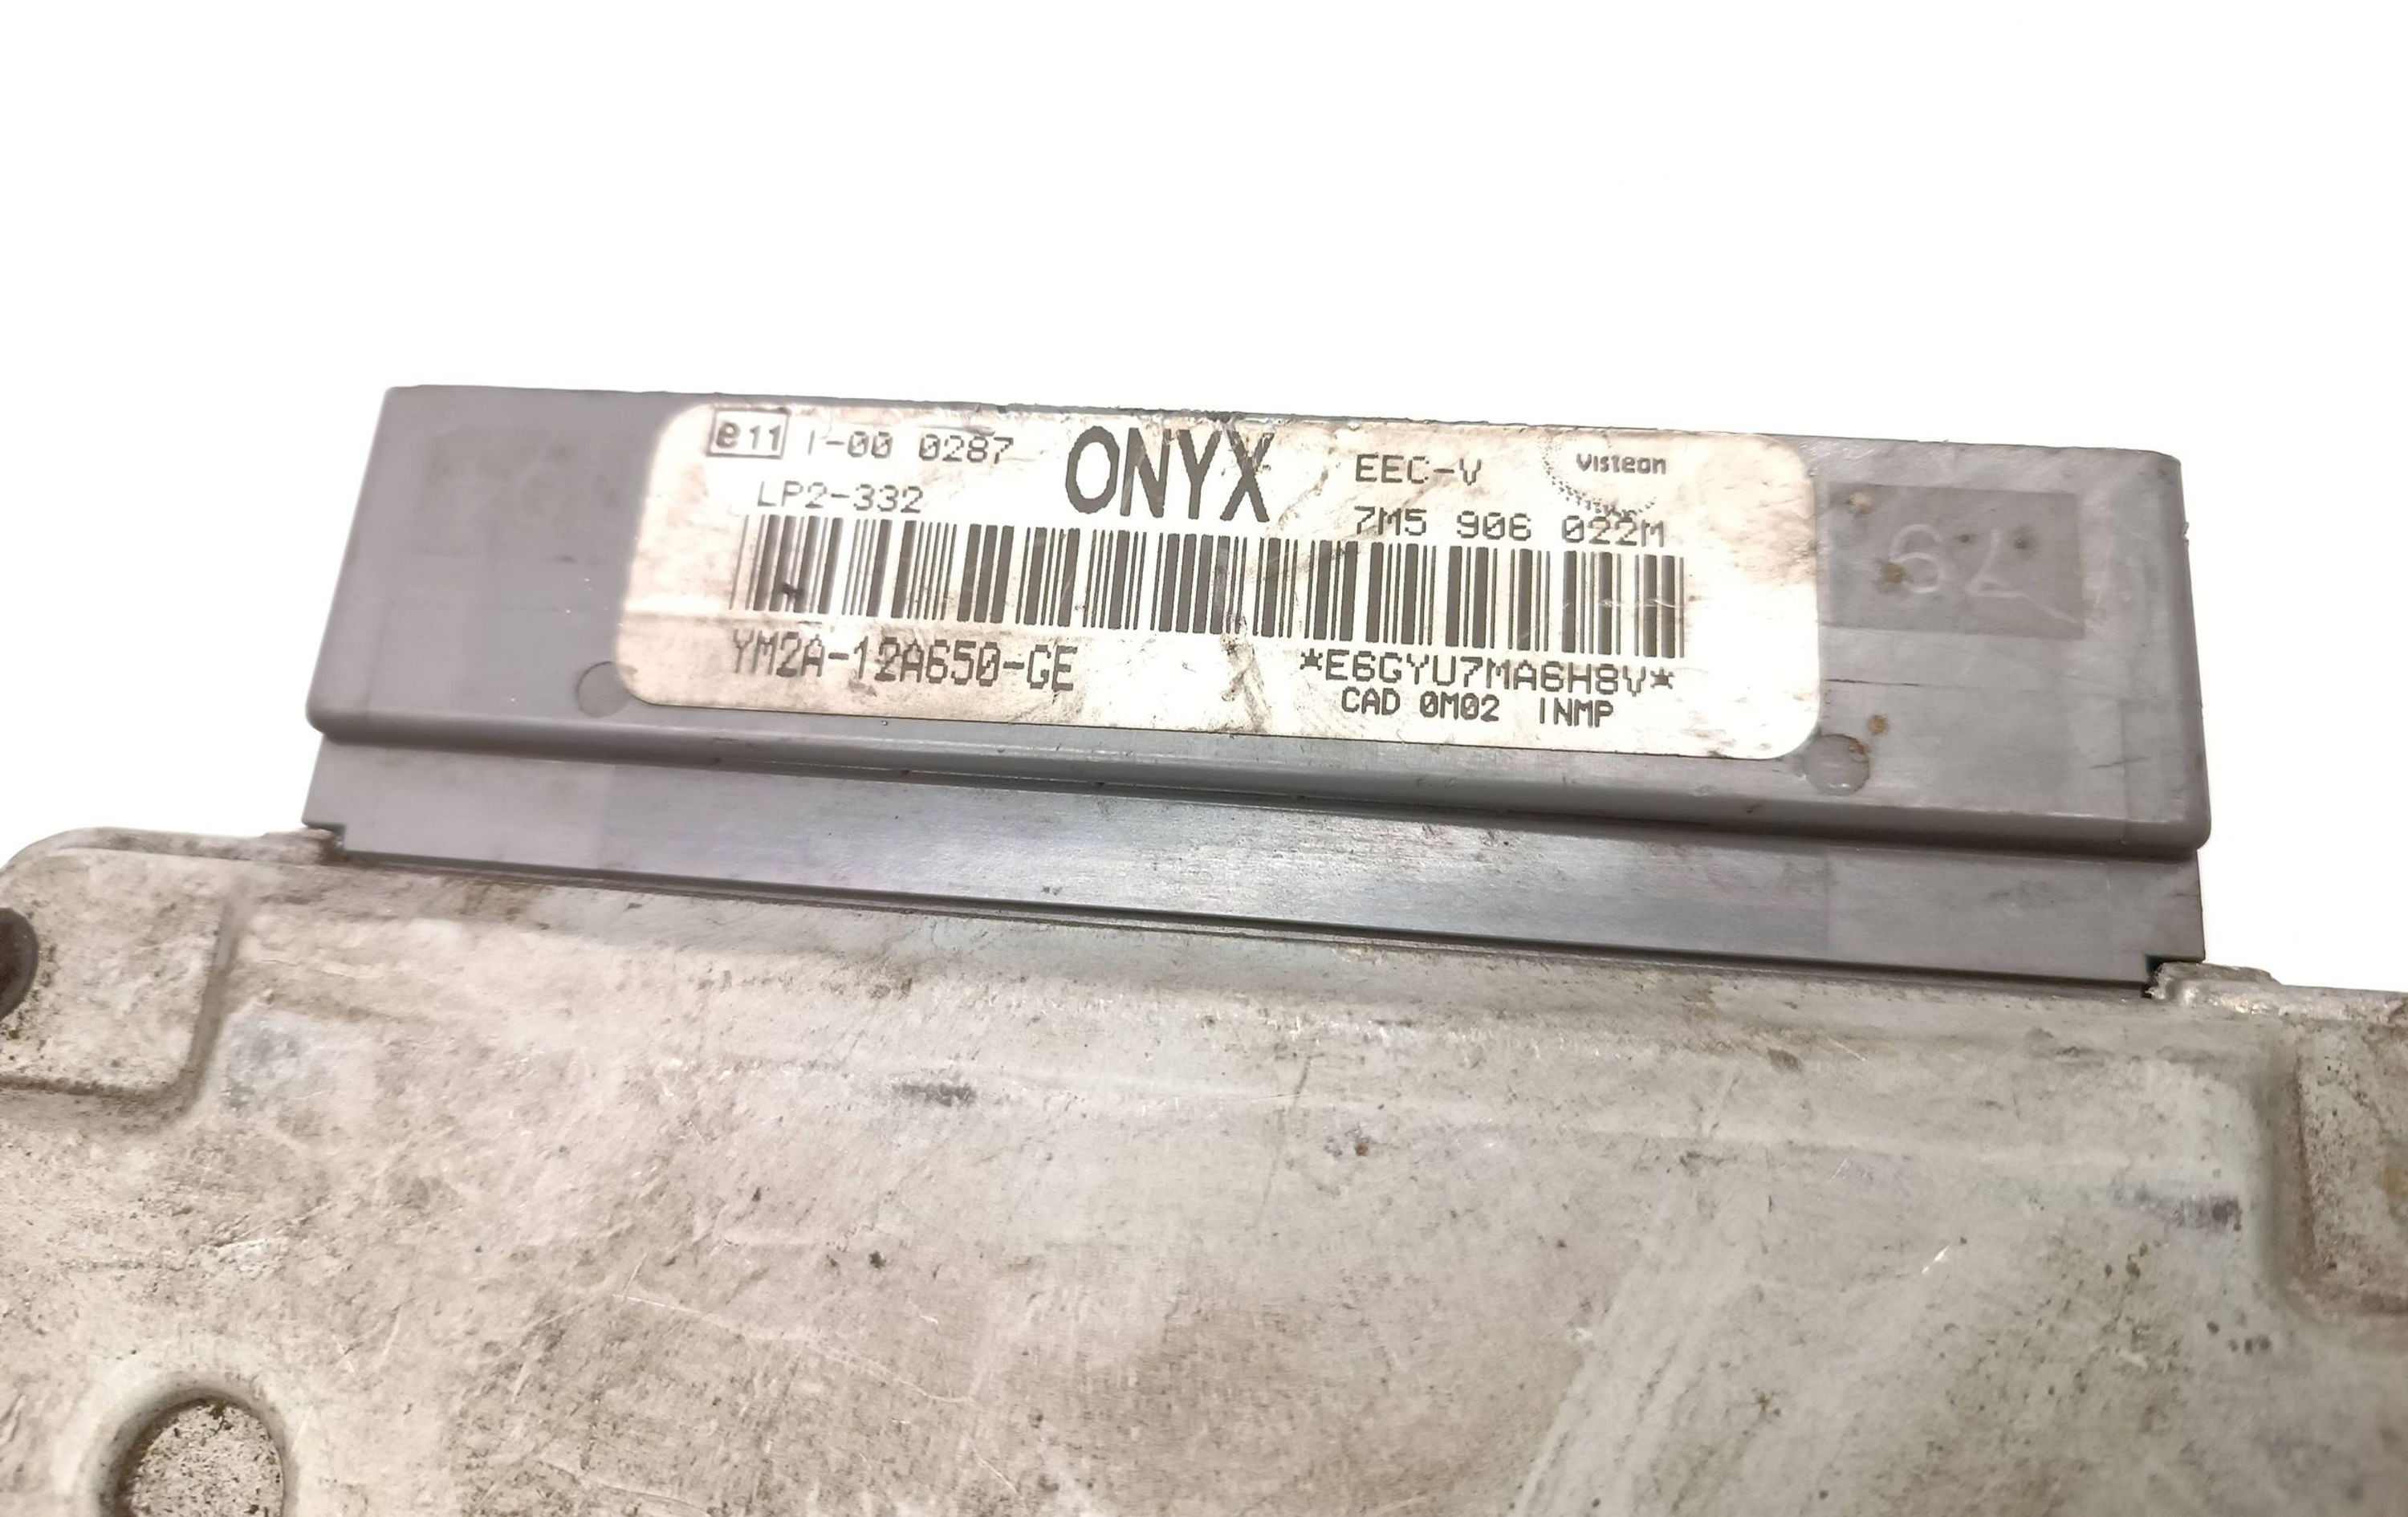 e11 1-00 0287 ONYX EEC-V Visteon
LP2-332 7M5 906 022M
YM2A-12A650-GE *E6GYU7MA6H8V*
CAD 0M02 INMP
79